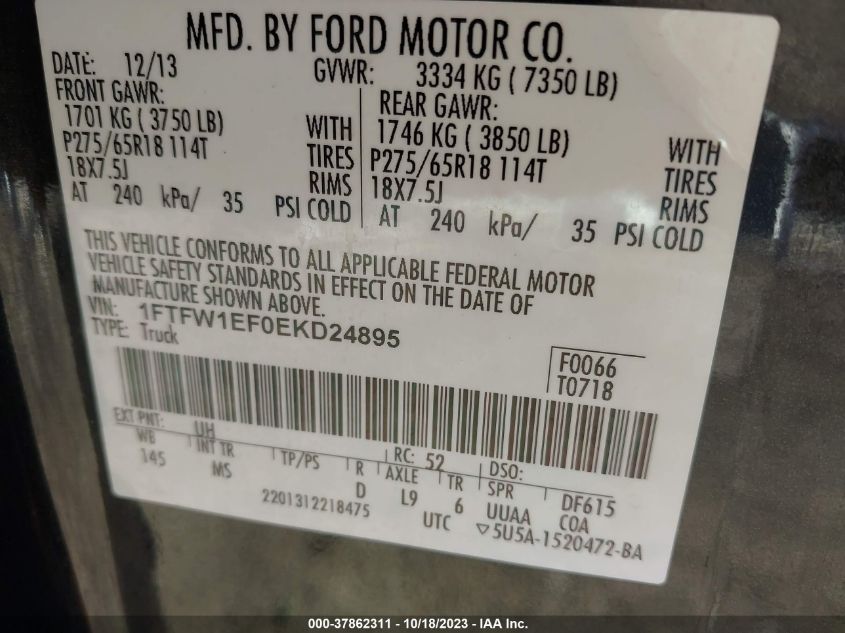 MFD. BY FORD MOTOR CO.
DATE: 12/13 GVWR: 3334 KG ( 7350 LB)
FRONT GAWR: REAR GAWR:
1701 KG ( 3750 LB) WITH 1746 KG ( 3850 LB) WITH
P275/65R18 114T TIRES P275/65R18 114T TIRES
18X7.5J RIMS 18X7.5J RIMS
AT 240 kPa/ 35 PSI COLD AT 240 kPa/ 35 PSI COLD
THIS VEHICLE CONFORMS TO ALL APPLICABLE FEDERAL MOTOR
VEHICLE SAFETY STANDARDS IN EFFECT ON THE DATE OF
MANUFACTURE SHOWN ABOVE.
VIN: 1FTFW1EF0EKD24895
TYPE: Truck
F0066
T0718
EXT PNT: UH RC: 52 DSO:
WB INT TR TP/PS R AXLE TR SPR DF615
145 MS D L9 6 UUAA COA
2201312218475 UTC ▽5U5A-1520472-BA
000-37862311 - 10/18/2023 - IAA Inc.